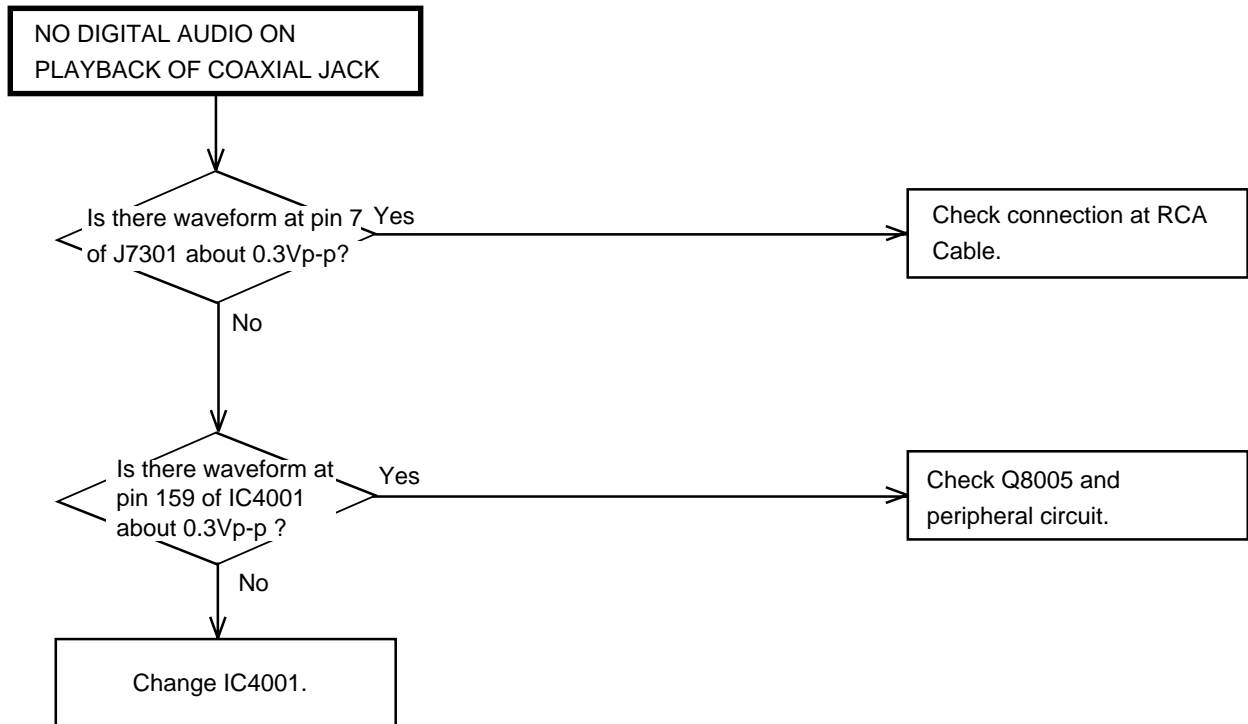 NO DIGITAL AUDIO ON
PLAYBACK OF COAXIAL JACK
Is there waveform at pin 7
of J7301 about 0.3Vp-p?
Yes
Check connection at RCA
Cable.
No
Is there waveform at
pin 159 of IC4001
about 0.3Vp-p ?
Yes
Check Q8005 and
peripheral circuit.
No
Change IC4001.